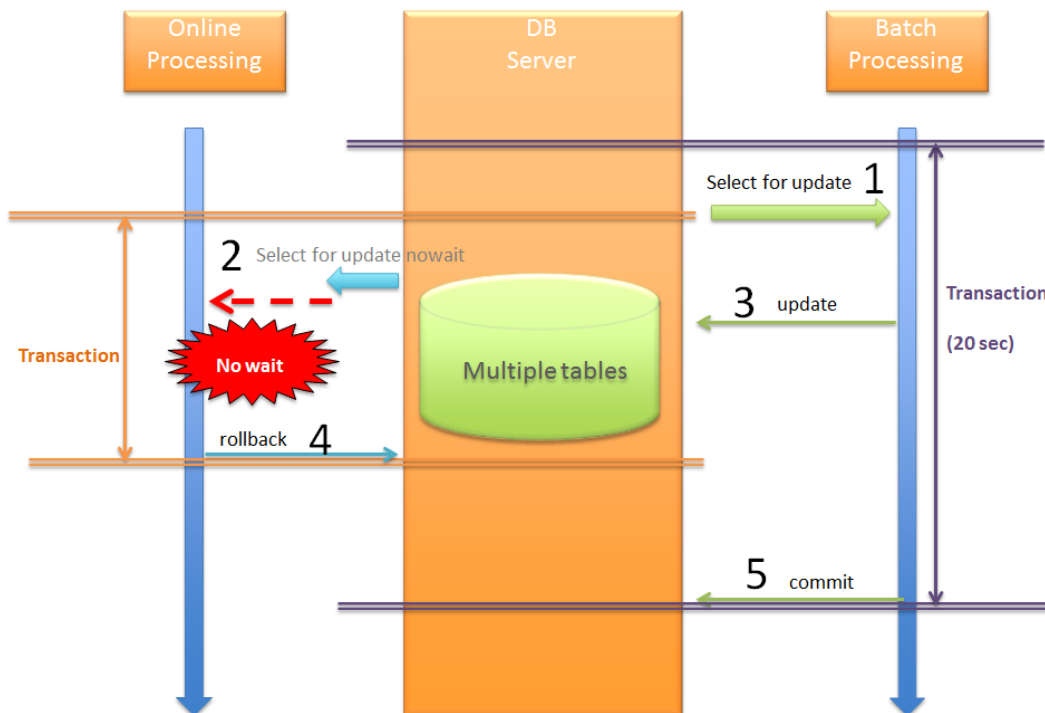 Online
Processing
DB
Server
Batch
Processing
Select for update 1
2 Select for update nowait
3 update
Transaction
(20 sec)
Transaction
No wait
Multiple tables
rollback 4
5 commit